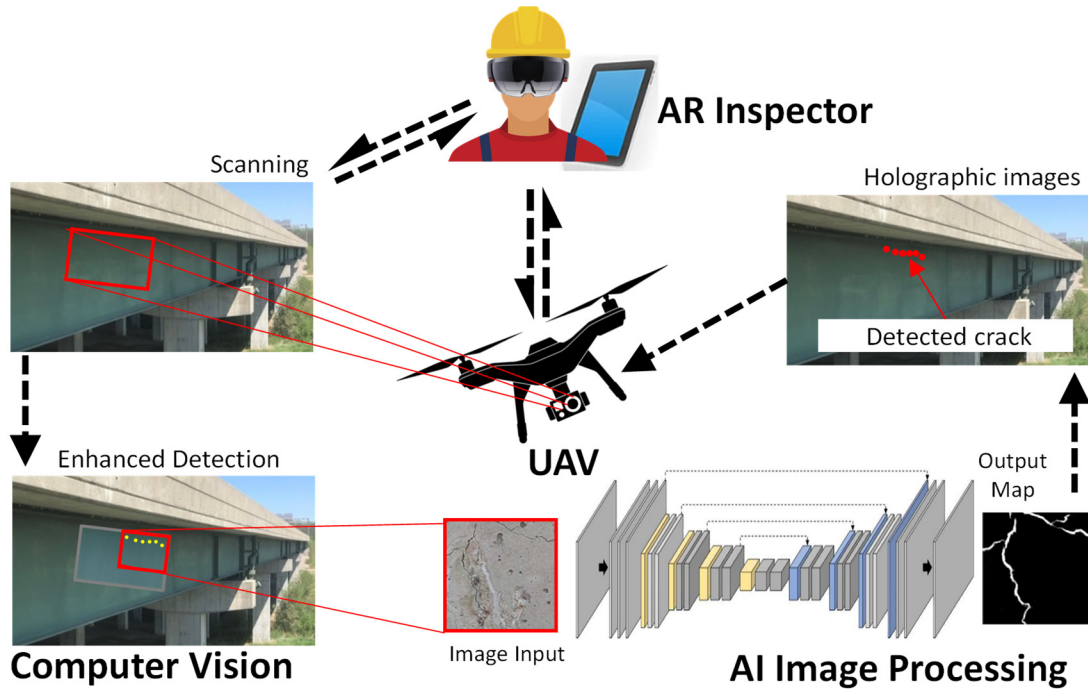 AR Inspector
Scanning
Holographic images
Detected crack
UAV
Enhanced Detection
Output
Map
Image Input
Computer Vision
AI Image Processing